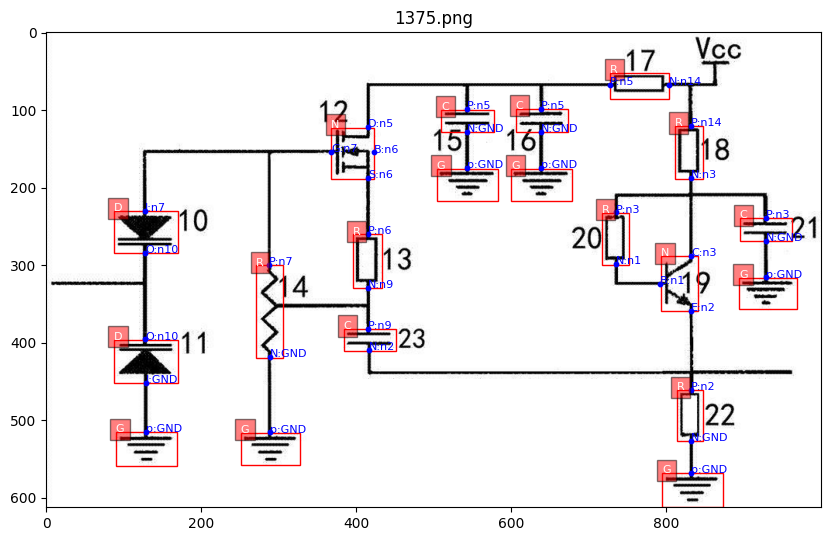 1375.png
Vcc
17
R
P:n5
N:n14
12
N
D:n5
G:n7
B:n6
S:n6
C
P:n5
15
N:GND
G
p:GND
C
P:n5
16
N:GND
G
p:GND
R
P:n14
18
N:n3
D
I:n7
10
O:n10
R
P:n6
13
N:n9
R
P:n3
20
N:n1
C
P:n3
21
N:GND
G
p:GND
N
C:n3
B:n1
19
E:n2
R
P:n7
14
N:GND
D
O:n10
11
I:GND
C
P:n9
23
N:n2
R
P:n2
22
N:GND
G
p:GND
G
p:GND
G
p:GND
0
100
200
300
400
500
600
0
200
400
600
800